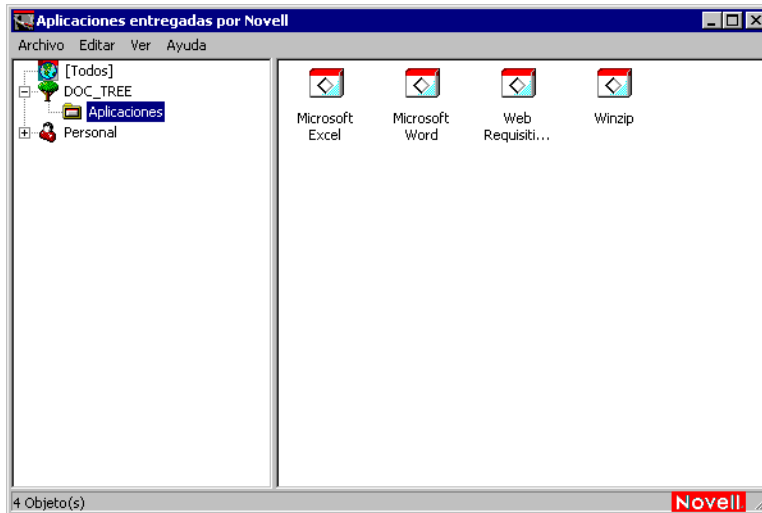 Aplicaciones entregadas por Novell
Archivo Editar Ver Ayuda
[Todos]
DOC_TREE
Aplicaciones
Personal
Microsoft
Excel
Microsoft
Word
Web
Requisiti...
Winzip
4 Objeto(s)
Novell